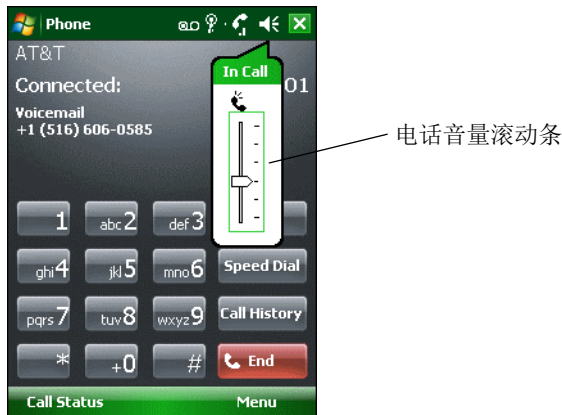 Phone
AT&T
In Call
Connected:
01
Voicemail
+1 (516) 606-0585
电话音量滚动条
1
abc2
def3
ghi4
jkl5
mno6
Speed Dial
pqrs7
tuv8
wxyz9
Call History
*
+0
#
End
Call Status
Menu